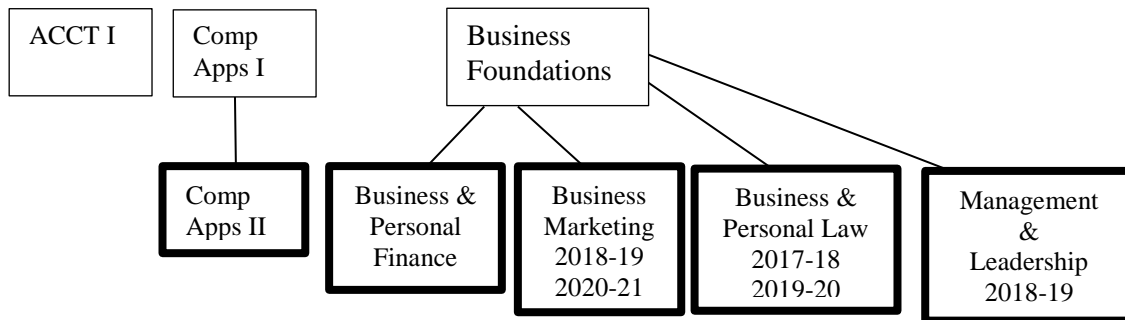 ACCT I
Comp
Apps I
Business
Foundations
Comp
Apps II
Business &
Personal
Finance
Business
Marketing
2018-19
2020-21
Business &
Personal Law
2017-18
2019-20
Management
&
Leadership
2018-19